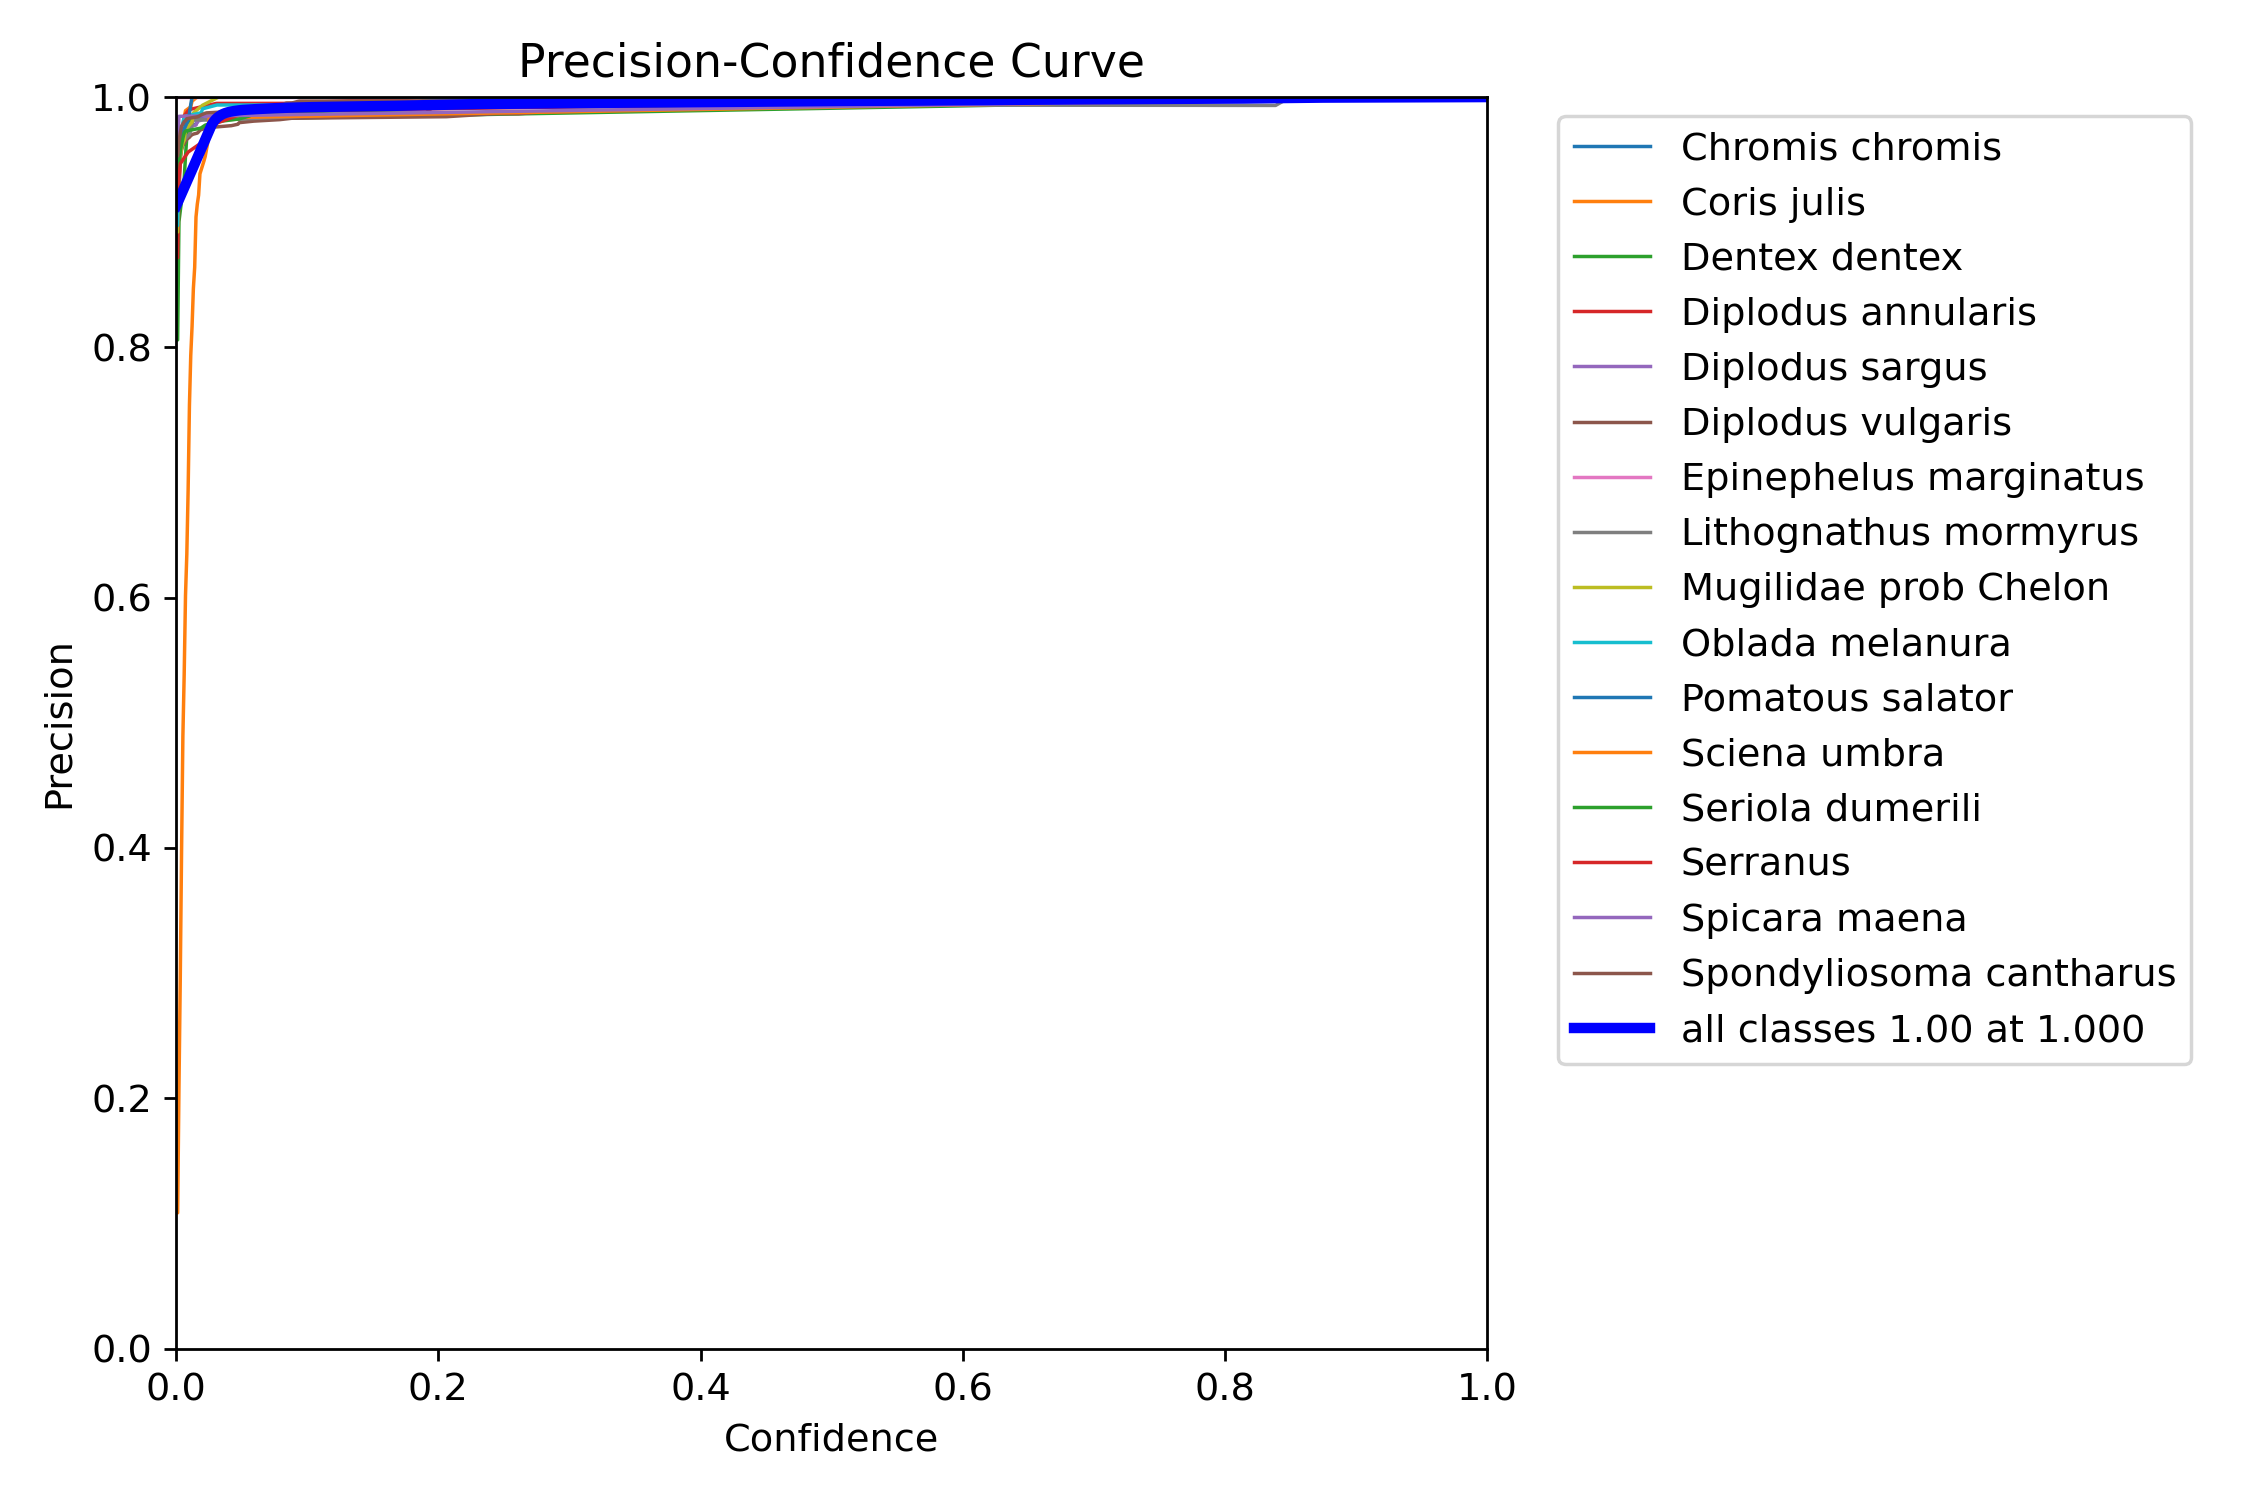 Precision-Confidence Curve
1.0
0.8
0.6
0.4
0.2
0.0
Precision
0.0 0.2 0.4 0.6 0.8 1.0
Confidence
Chromis chromis
Coris julis
Dentex dentex
Diplodus annularis
Diplodus sargus
Diplodus vulgaris
Epinephelus marginatus
Lithognathus mormyrus
Mugilidae prob Chelon
Oblada melanura
Pomatous salator
Sciena umbra
Seriola dumerili
Serranus
Spicara maena
Spondyliosoma cantharus
all classes 1.00 at 1.000